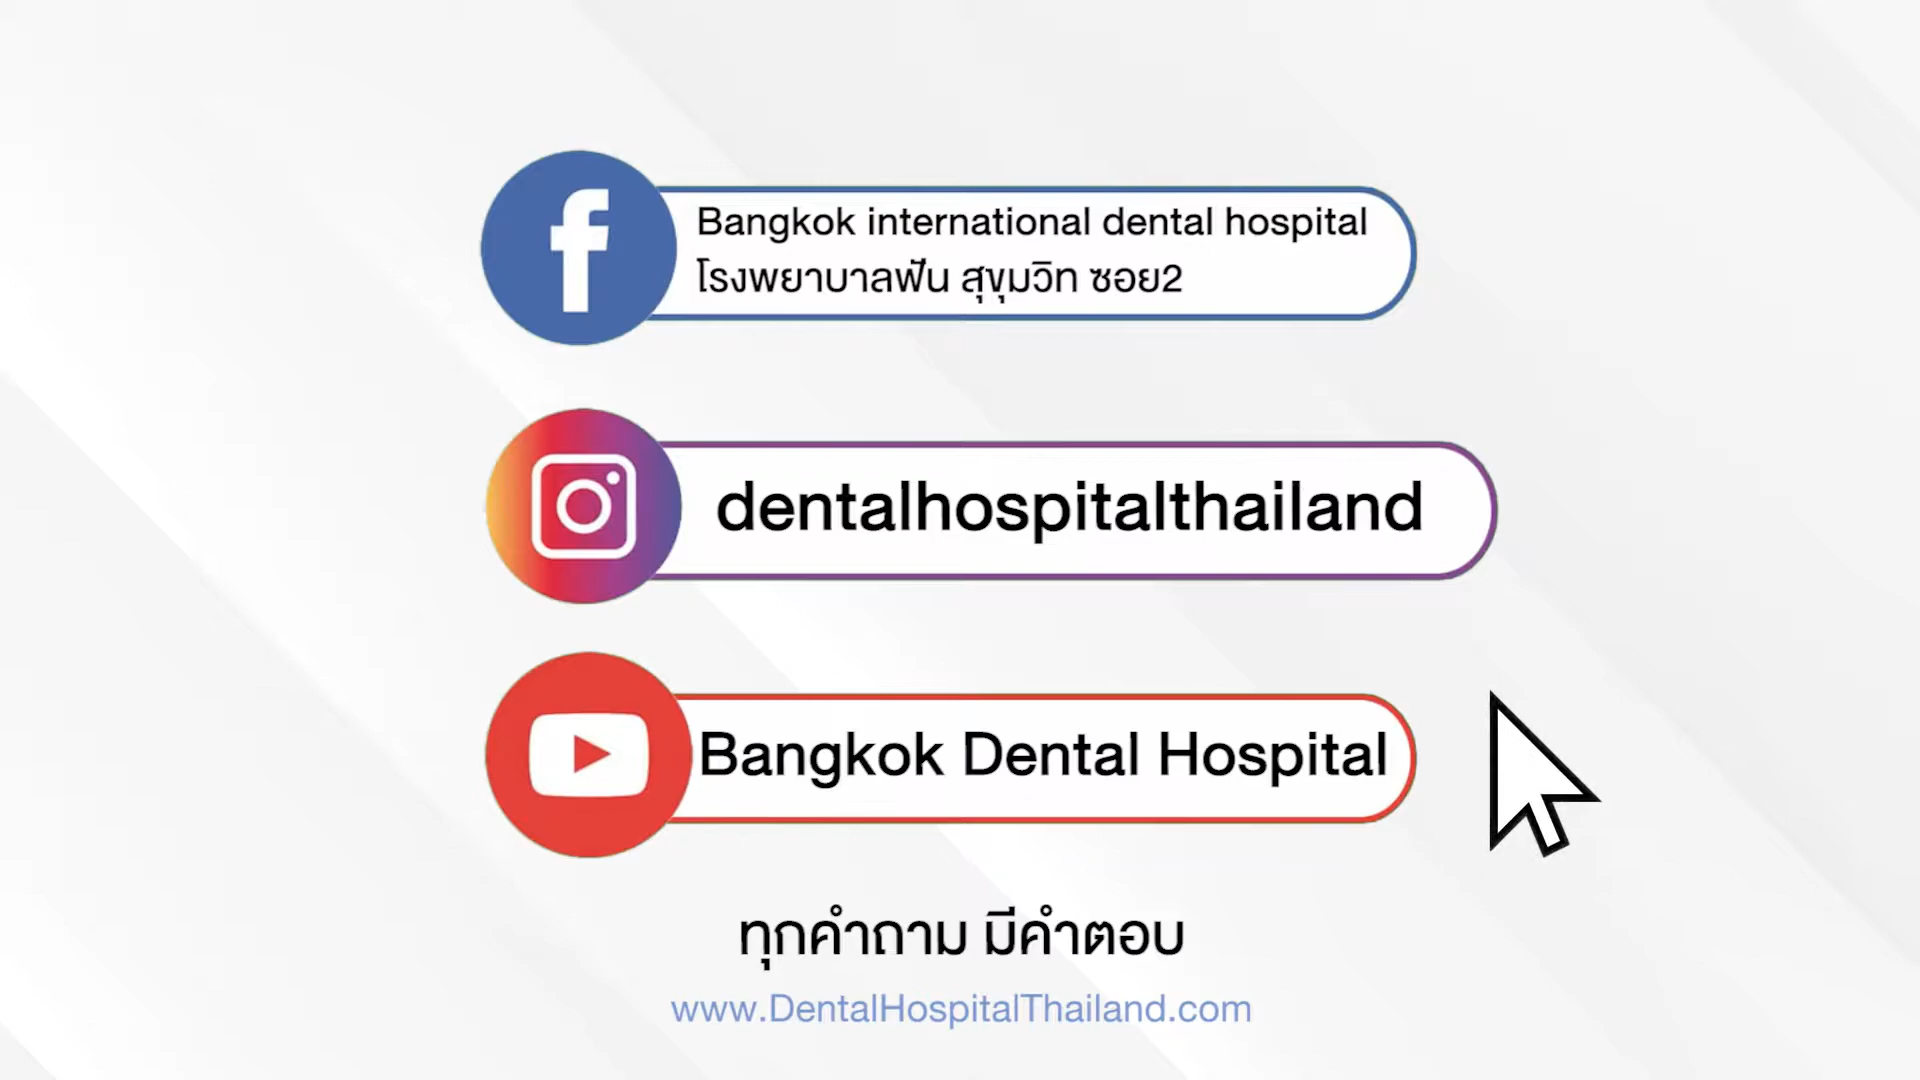 Bangkok international dental hospital
โรงพยาบาลฟัน สุขุมวิท ซอย2
dentalhospitalthailand
Bangkok Dental Hospital
ทุกคำถาม มีคำตอบ
www.DentalHospitalThailand.com